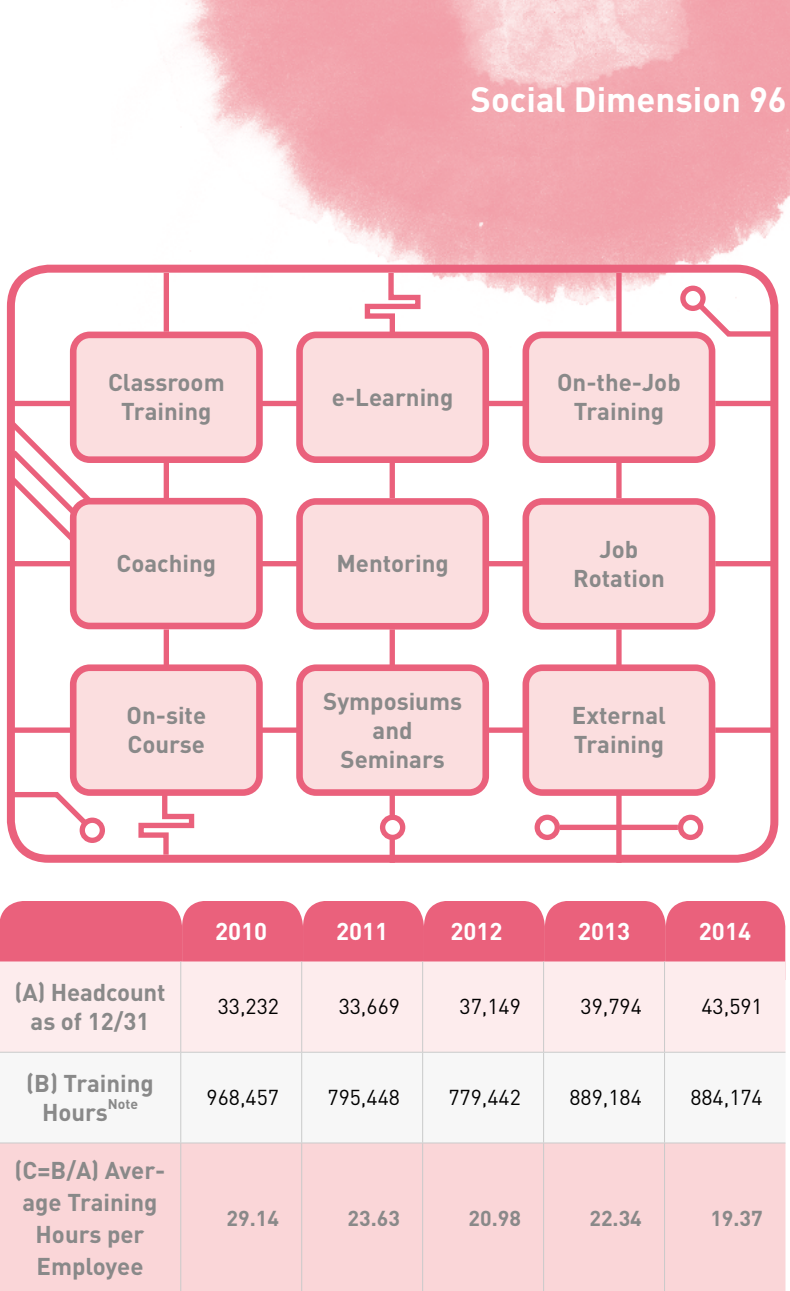 Social Dimension 96
Classroom
Training
e-Learning
On-the-Job
Training
Coaching
Mentoring
Job
Rotation
On-site
Course
Symposiums
and
Seminars
External
Training
2010 2011 2012 2013 2014
(A) Headcount
as of 12/31
33,232 33,669 37,149 39,794 43,591
(B) Training
Hours Note
968,457 795,448 779,442 889,184 884,174
(C=B/A) Aver-
age Training
Hours per
Employee
29.14 23.63 20.98 22.34 19.37